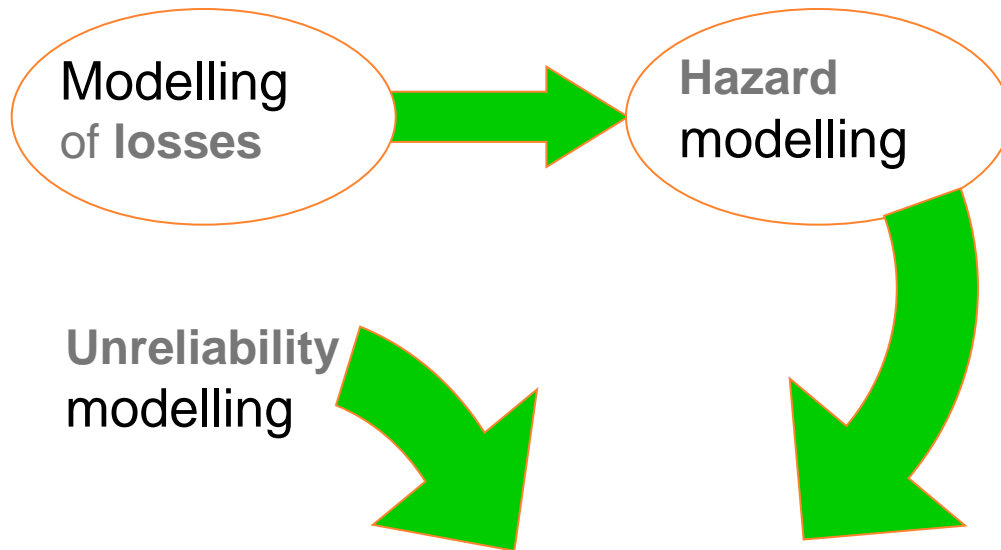 Modelling
of losses
Hazard
modelling
Unreliability
modelling